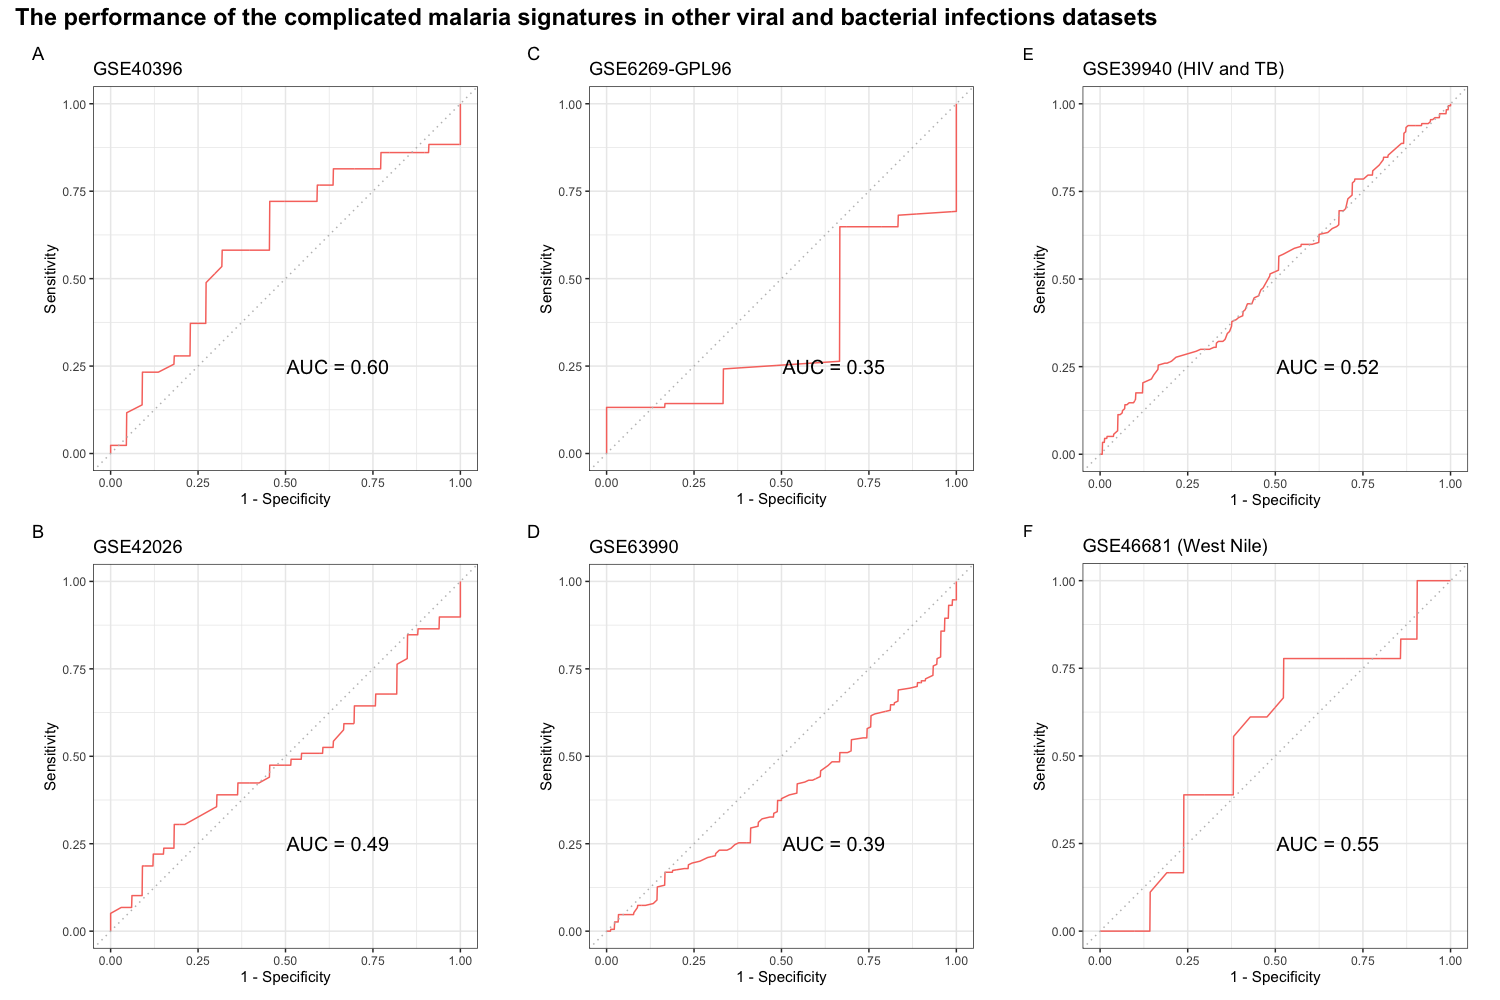 The performance of the complicated malaria signatures in other viral and bacterial infections datasets
A
GSE40396
1.00
0.75
0.50
0.25
0.00
Sensitivity
AUC = 0.60
0.00 0.25 0.50 0.75 1.00
1 - Specificity
C
GSE6269-GPL96
1.00
0.75
0.50
0.25
0.00
Sensitivity
AUC = 0.35
0.00 0.25 0.50 0.75 1.00
1 - Specificity
E
GSE39940 (HIV and TB)
1.00
0.75
0.50
0.25
0.00
Sensitivity
AUC = 0.52
0.00 0.25 0.50 0.75 1.00
1 - Specificity
B
GSE42026
1.00
0.75
0.50
0.25
0.00
Sensitivity
AUC = 0.49
0.00 0.25 0.50 0.75 1.00
1 - Specificity
D
GSE63990
1.00
0.75
0.50
0.25
0.00
Sensitivity
AUC = 0.39
0.00 0.25 0.50 0.75 1.00
1 - Specificity
F
GSE46681 (West Nile)
1.00
0.75
0.50
0.25
0.00
Sensitivity
AUC = 0.55
0.00 0.25 0.50 0.75 1.00
1 - Specificity